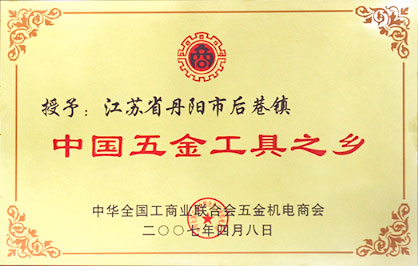 商
授予：江苏省丹阳市后巷镇
中国五金工具之乡
中华全国工商业联合会五金机电商会
二〇〇七年四月八日